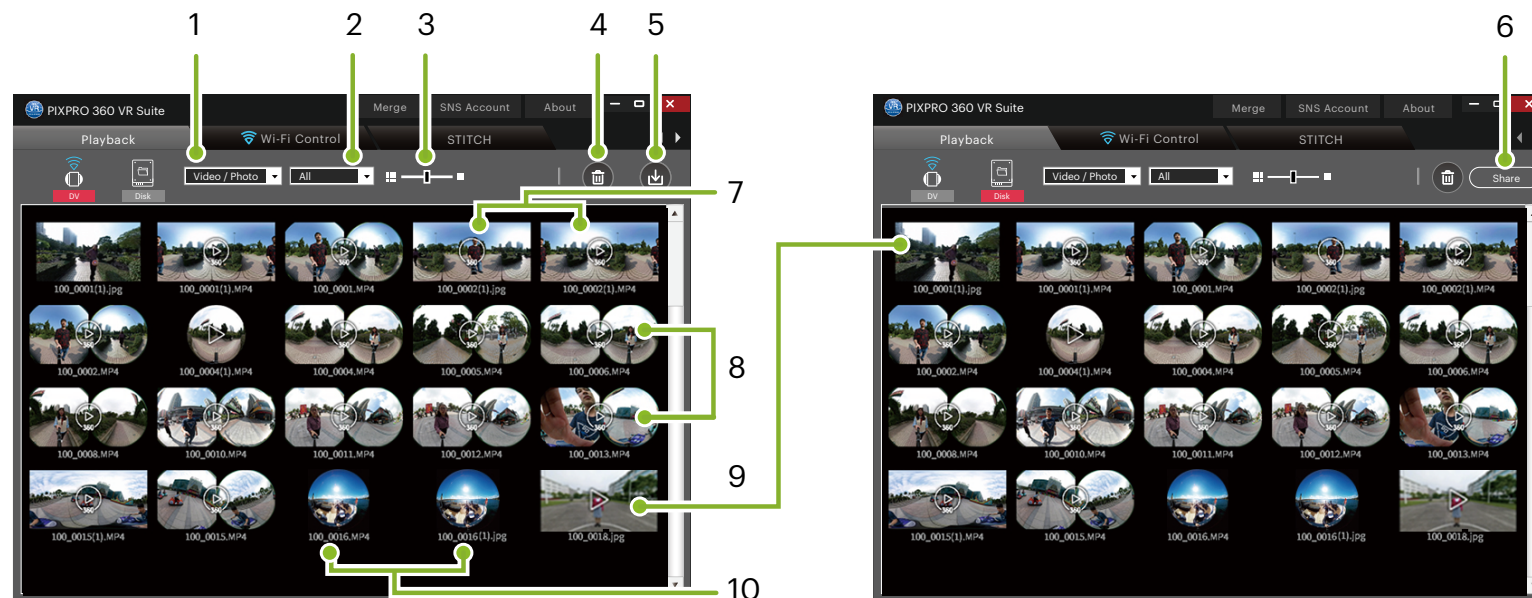 1 2 3 4 5 6
PIXPRO 360 VR Suite Merge SNS Account About
Playback Wi-Fi Control STITCH
Video / Photo All
DV Disk
7
100_0001(1).jpg 100_0001(1).MP4 100_0001.MP4 100_0002(1).jpg 100_0002(1).MP4
100_0002.MP4 100_0004(1).MP4 100_0004.MP4 100_0005.MP4 100_0006.MP4
8
100_0008.MP4 100_0010.MP4 100_0011.MP4 100_0012.MP4 100_0013.MP4
9
100_0015(1).MP4 100_0015.MP4 100_0016.MP4 100_0016(1).jpg 100_0018.jpg
10
PIXPRO 360 VR Suite Merge SNS Account About
Playback Wi-Fi Control STITCH
Video / Photo All Share
DV Disk
100_0001(1).jpg 100_0001(1).MP4 100_0001.MP4 100_0002(1).jpg 100_0002(1).MP4
100_0002.MP4 100_0004(1).MP4 100_0004.MP4 100_0005.MP4 100_0006.MP4
100_0008.MP4 100_0010.MP4 100_0011.MP4 100_0012.MP4 100_0013.MP4
100_0015(1).MP4 100_0015.MP4 100_0016.MP4 100_0016(1).jpg 100_0018.jpg